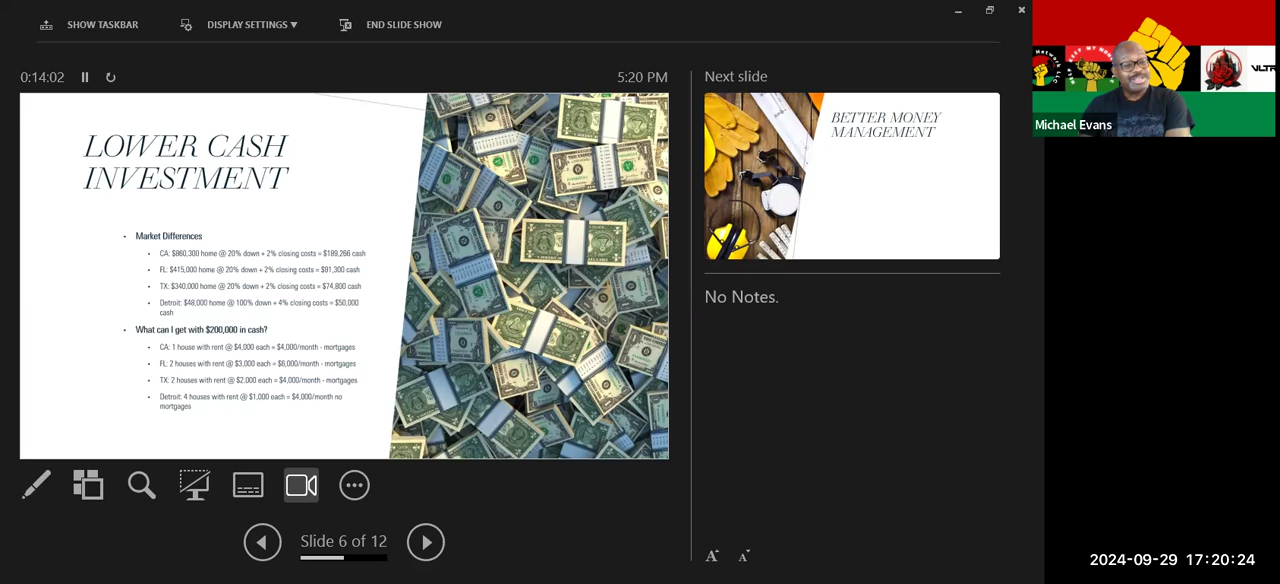 SHOW TASKBAR
DISPLAY SETTINGS ▼
END SLIDE SHOW
0:14:02
5:20 PM
LOWER CASH
INVESTMENT
• Market Differences
• CA: $860,300 home @ 20% down + 2% closing costs = $189,266 cash
• FL: $415,000 home @ 20% down + 2% closing costs = $91,300 cash
• TX: $340,000 home @ 20% down + 2% closing costs = $74,800 cash
• Detroit: $48,000 home @ 100% down + 4% closing costs = $50,000
cash
• What can I get with $200,000 in cash?
• CA: 1 house with rent @ $4,000 each = $4,000/month - mortgages
• FL: 2 houses with rent @ $3,000 each = $6,000/month - mortgages
• TX: 2 houses with rent @ $2,000 each = $4,000/month - mortgages
• Detroit: 4 houses with rent @ $1,000 each = $4,000/month no
mortgages
Slide 6 of 12
Next slide
BETTER MONEY
MANAGEMENT
No Notes.
A A
Network LLC
VLTR
Michael Evans
2024-09-29 17:20:24